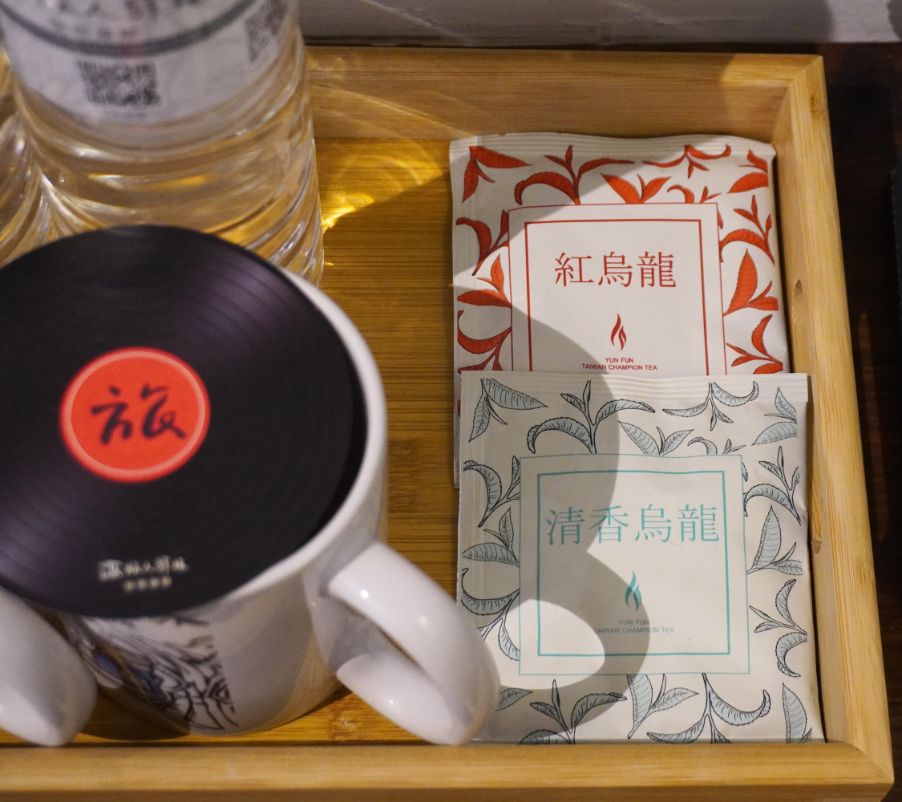 紅烏龍
YUN FUN
TAIWAN CHAMPION TEA
旅
清香烏龍
YUN FUN
TAIWAN CHAMPION TEA